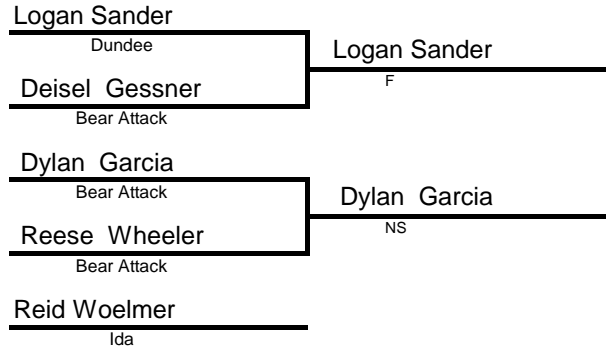 Logan Sander
Dundee
Logan Sander
F
Deisel Gessner
Bear Attack
Dylan Garcia
Bear Attack
Dylan Garcia
NS
Reese Wheeler
Bear Attack
Reid Woelmer
Ida